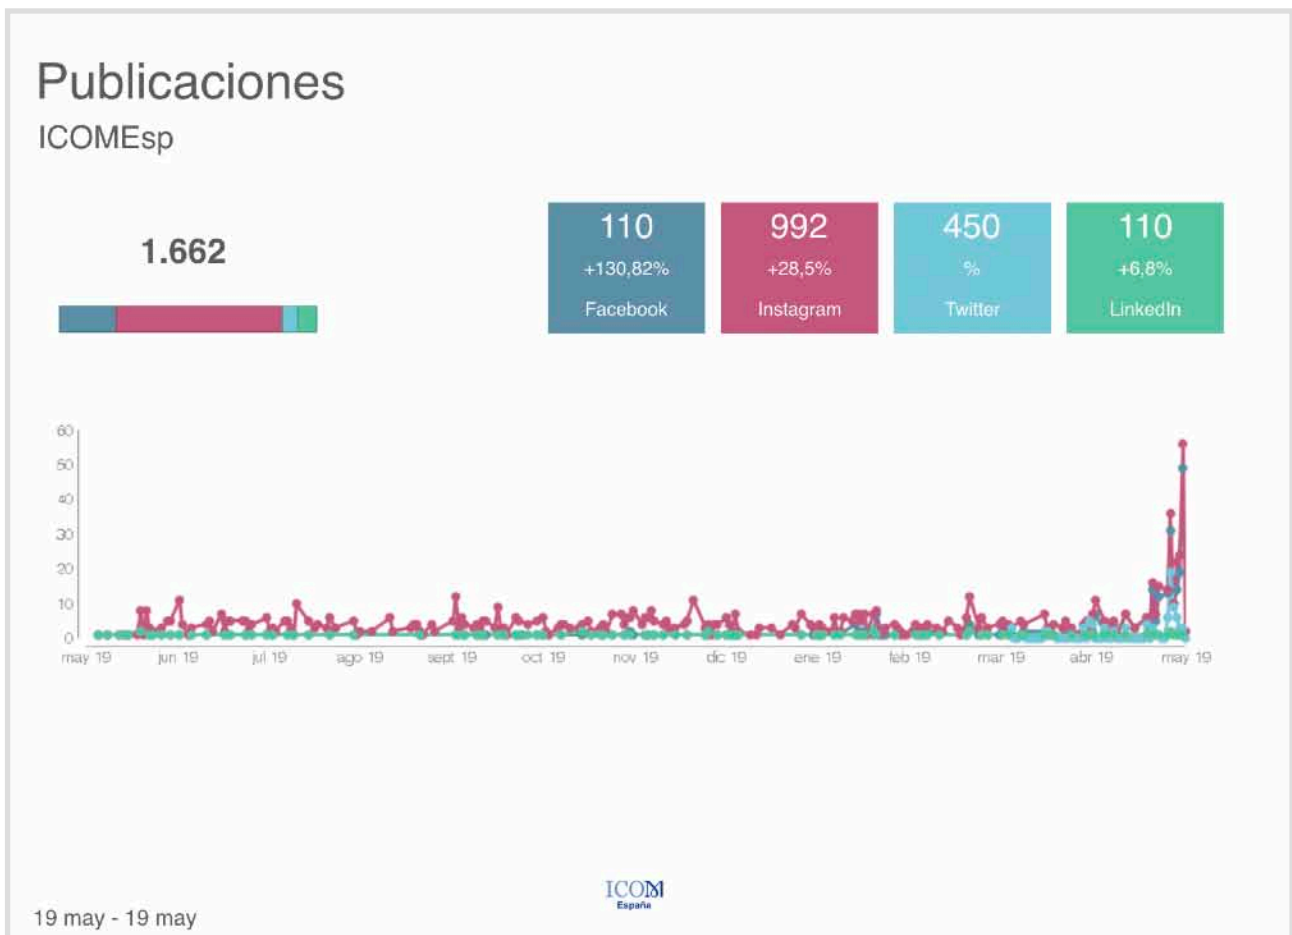 Publicaciones
ICOMEsp
1.662
110
+130,82%
Facebook
992
+28,5%
Instagram
450
%
Twitter
110
+6,8%
LinkedIn
60
50
40
30
20
10
0
may 19 jun 19 jul 19 ago 19 sept 19 oct 19 nov 19 dic 19 ene 19 feb 19 mar 19 abr 19 may 19
ICOM
España
19 may - 19 may